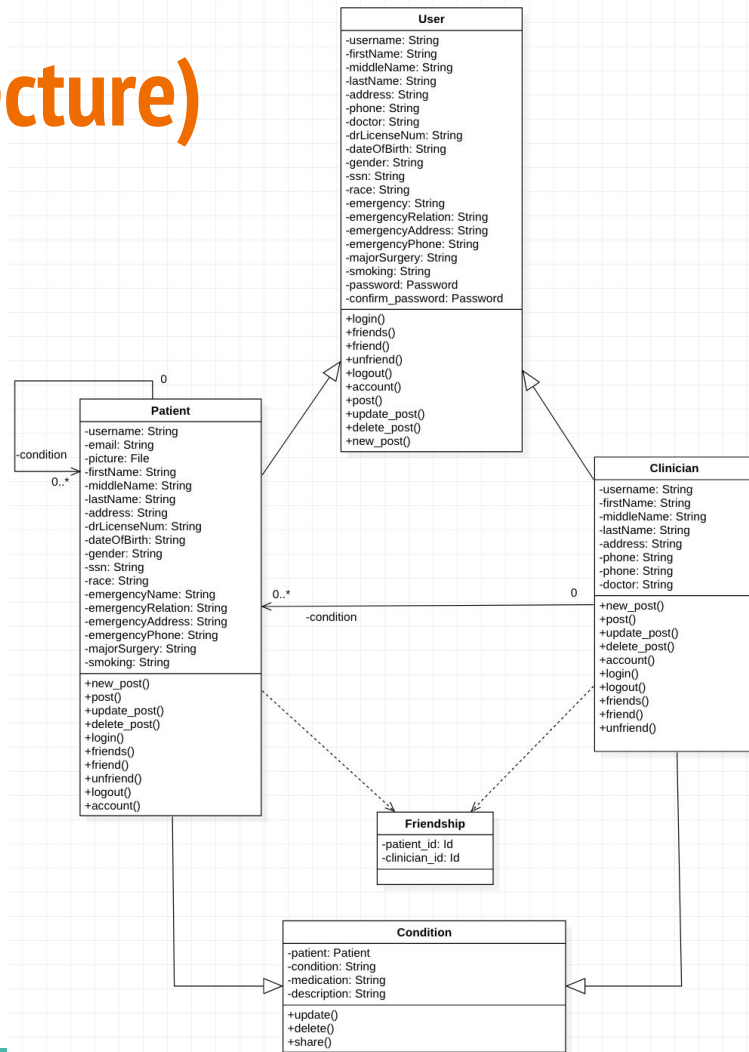 cture)
User
-username: String
-firstName: String
-middleName: String
-lastName: String
-address: String
-phone: String
-doctor: String
-drLicenseNum: String
-dateOfBirth: String
-gender: String
-ssn: String
-race: String
-emergency: String
-emergencyRelation: String
-emergencyAddress: String
-emergencyPhone: String
-majorSurgery: String
-smoking: String
-password: Password
-confirm_password: Password
+login()
+friends()
+friend()
+unfriend()
+logout()
+account()
+post()
+update_post()
+delete_post()
+new_post()
0
-condition
0..*
Patient
-username: String
-email: String
-picture: File
-firstName: String
-middleName: String
-lastName: String
-address: String
-drLicenseNum: String
-dateOfBirth: String
-gender: String
-ssn: String
-race: String
-emergencyName: String
-emergencyRelation: String
-emergencyAddress: String
-emergencyPhone: String
-majorSurgery: String
-smoking: String
+new_post()
+post()
+update_post()
+delete_post()
+login()
+friends()
+friend()
+unfriend()
+logout()
+account()
0..*
-condition
0
Clinician
-username: String
-firstName: String
-middleName: String
-lastName: String
-address: String
-phone: String
-phone: String
-doctor: String
+new_post()
+post()
+update_post()
+delete_post()
+account()
+login()
+logout()
+friends()
+friend()
+unfriend()
Friendship
-patient_id: Id
-clinician_id: Id
Condition
-patient: Patient
-condition: String
-medication: String
-description: String
+update()
+delete()
+share()